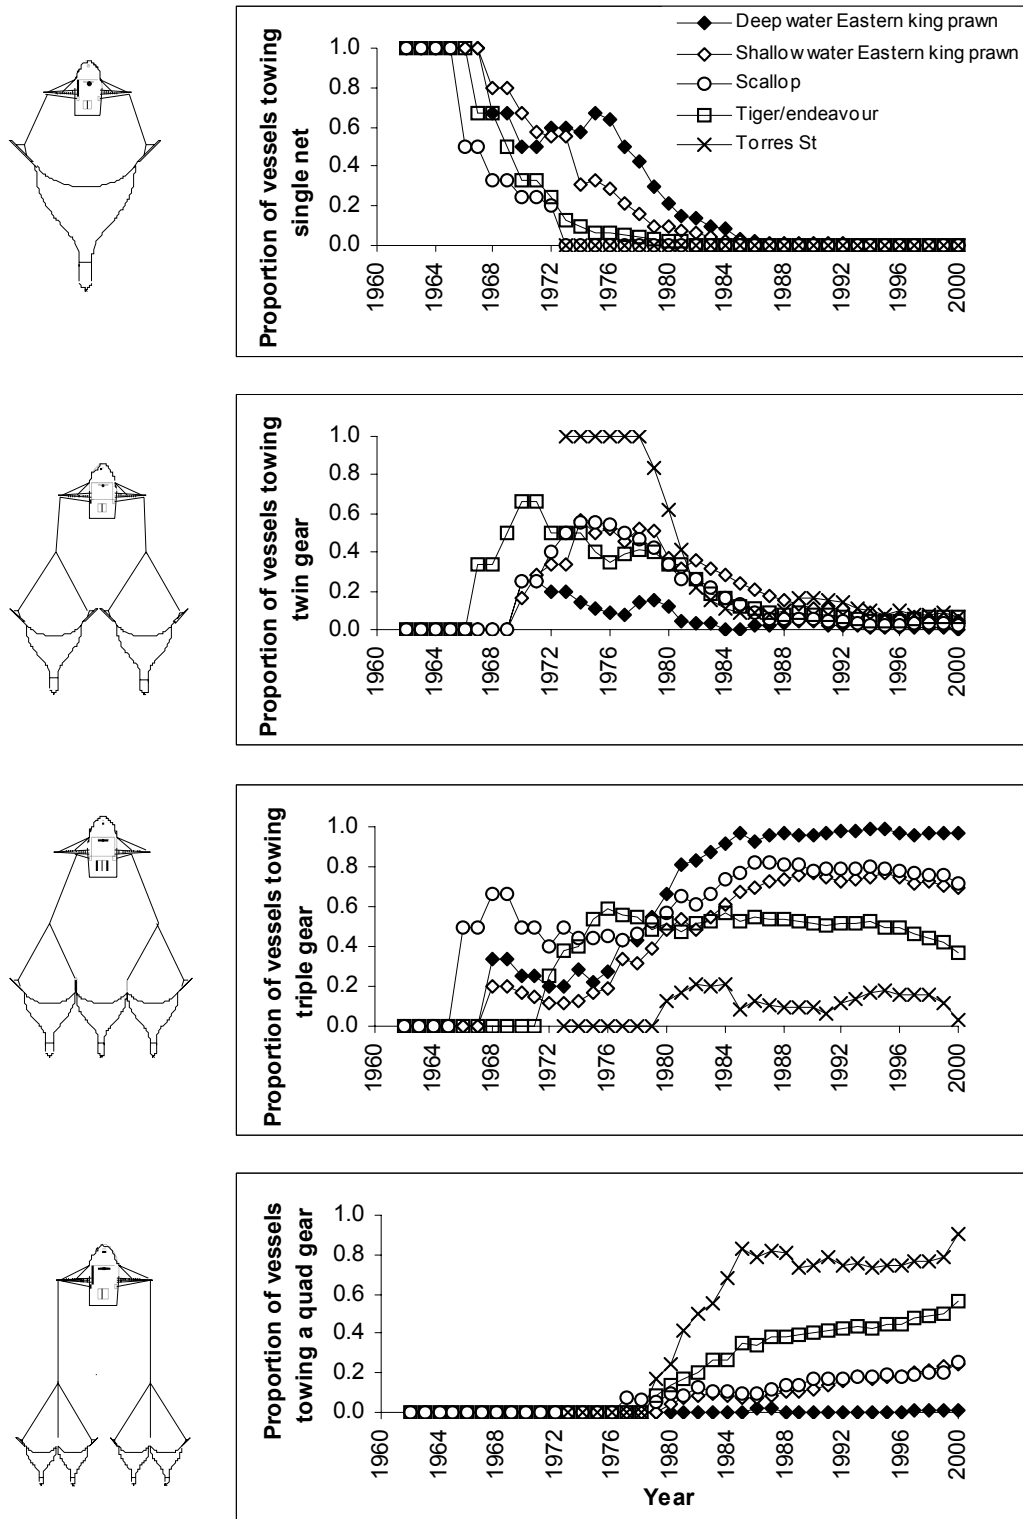 Deep water Eastern king prawn
Shallow water Eastern king prawn
Scallop
Tiger/endeavour
Torres St
Proportion of vessels towing
single net
1.0
0.8
0.6
0.4
0.2
0.0
1960 1964 1968 1972 1976 1980 1984 1988 1992 1996 2000
Proportion of vessels towing
twin gear
1.0
0.8
0.6
0.4
0.2
0.0
1960 1964 1968 1972 1976 1980 1984 1988 1992 1996 2000
Proportion of vessels towing
triple gear
1.0
0.8
0.6
0.4
0.2
0.0
1960 1964 1968 1972 1976 1980 1984 1988 1992 1996 2000
Proportion of vessels
towing a quad gear
1.0
0.8
0.6
0.4
0.2
0.0
1960 1964 1968 1972 1976 1980 1984 1988 1992 1996 2000
Year